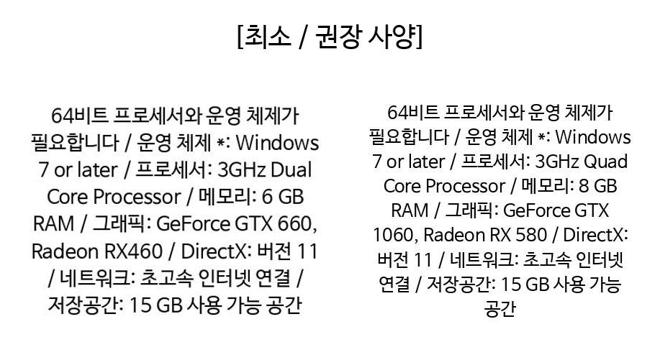 [최소 / 권장 사양]
64비트 프로세서와 운영 체제가
필요합니다 / 운영 체제 *: Windows
7 or later / 프로세서: 3GHz Dual
Core Processor / 메모리: 6 GB
RAM / 그래픽: GeForce GTX 660,
Radeon RX460 / DirectX: 버전 11
/ 네트워크: 초고속 인터넷 연결 /
저장공간: 15 GB 사용 가능 공간
64비트 프로세서와 운영 체제가
필요합니다 / 운영 체제 *: Windows
7 or later / 프로세서: 3GHz Quad
Core Processor / 메모리: 8 GB
RAM / 그래픽: GeForce GTX
1060, Radeon RX 580 / DirectX:
버전 11 / 네트워크: 초고속 인터넷
연결 / 저장공간: 15 GB 사용 가능
공간